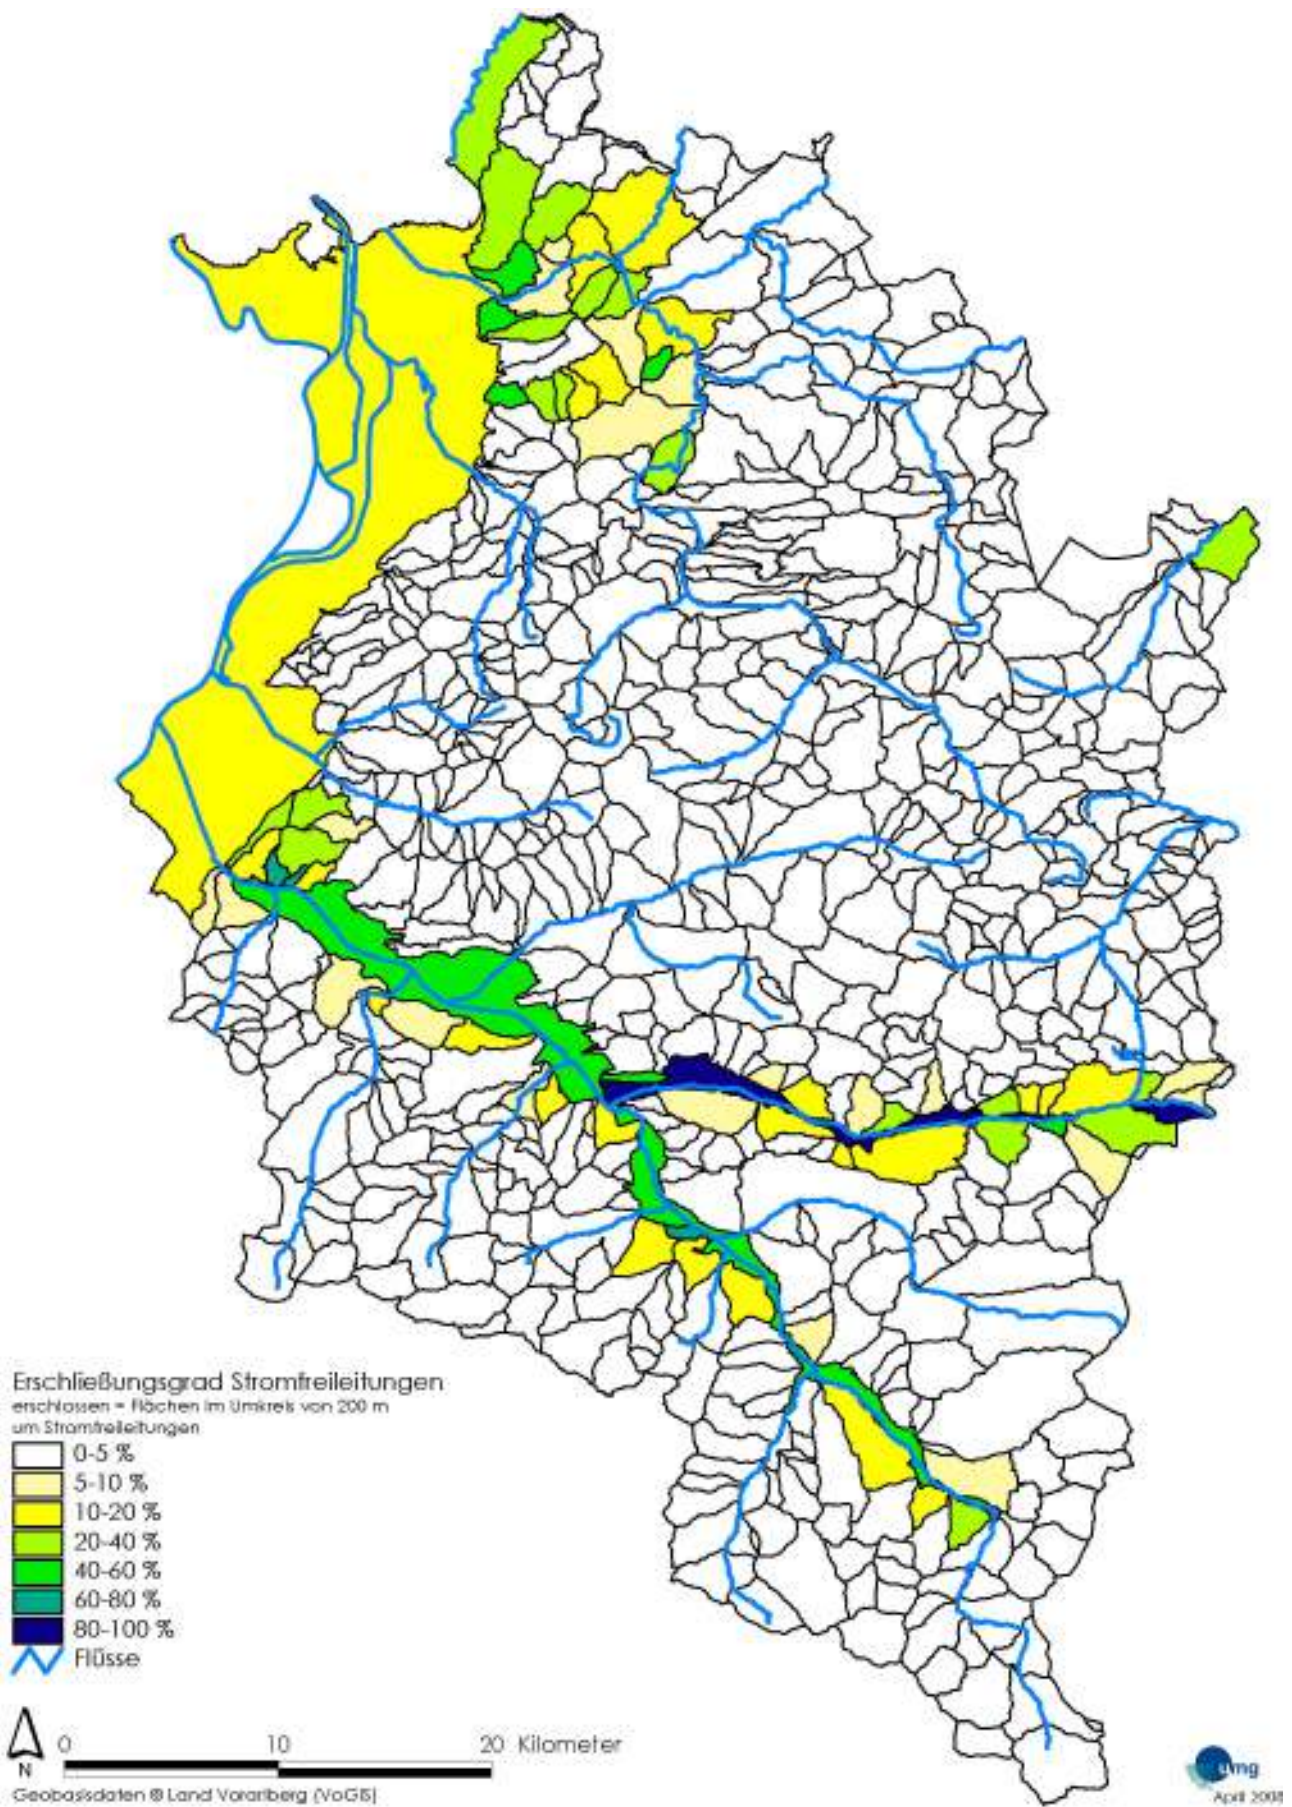 Erschließungsgrad Stromfreileitungen
erschlossen = Flächen im Umkreis von 200 m
um Stromfreileitungen
0-5 %
5-10 %
10-20 %
20-40 %
40-60 %
60-80 %
80-100 %
Flüsse
0 10 20 Kilometer
N
Geobasisdaten © Land Vorarlberg (VoGIS)
umg
April 2008